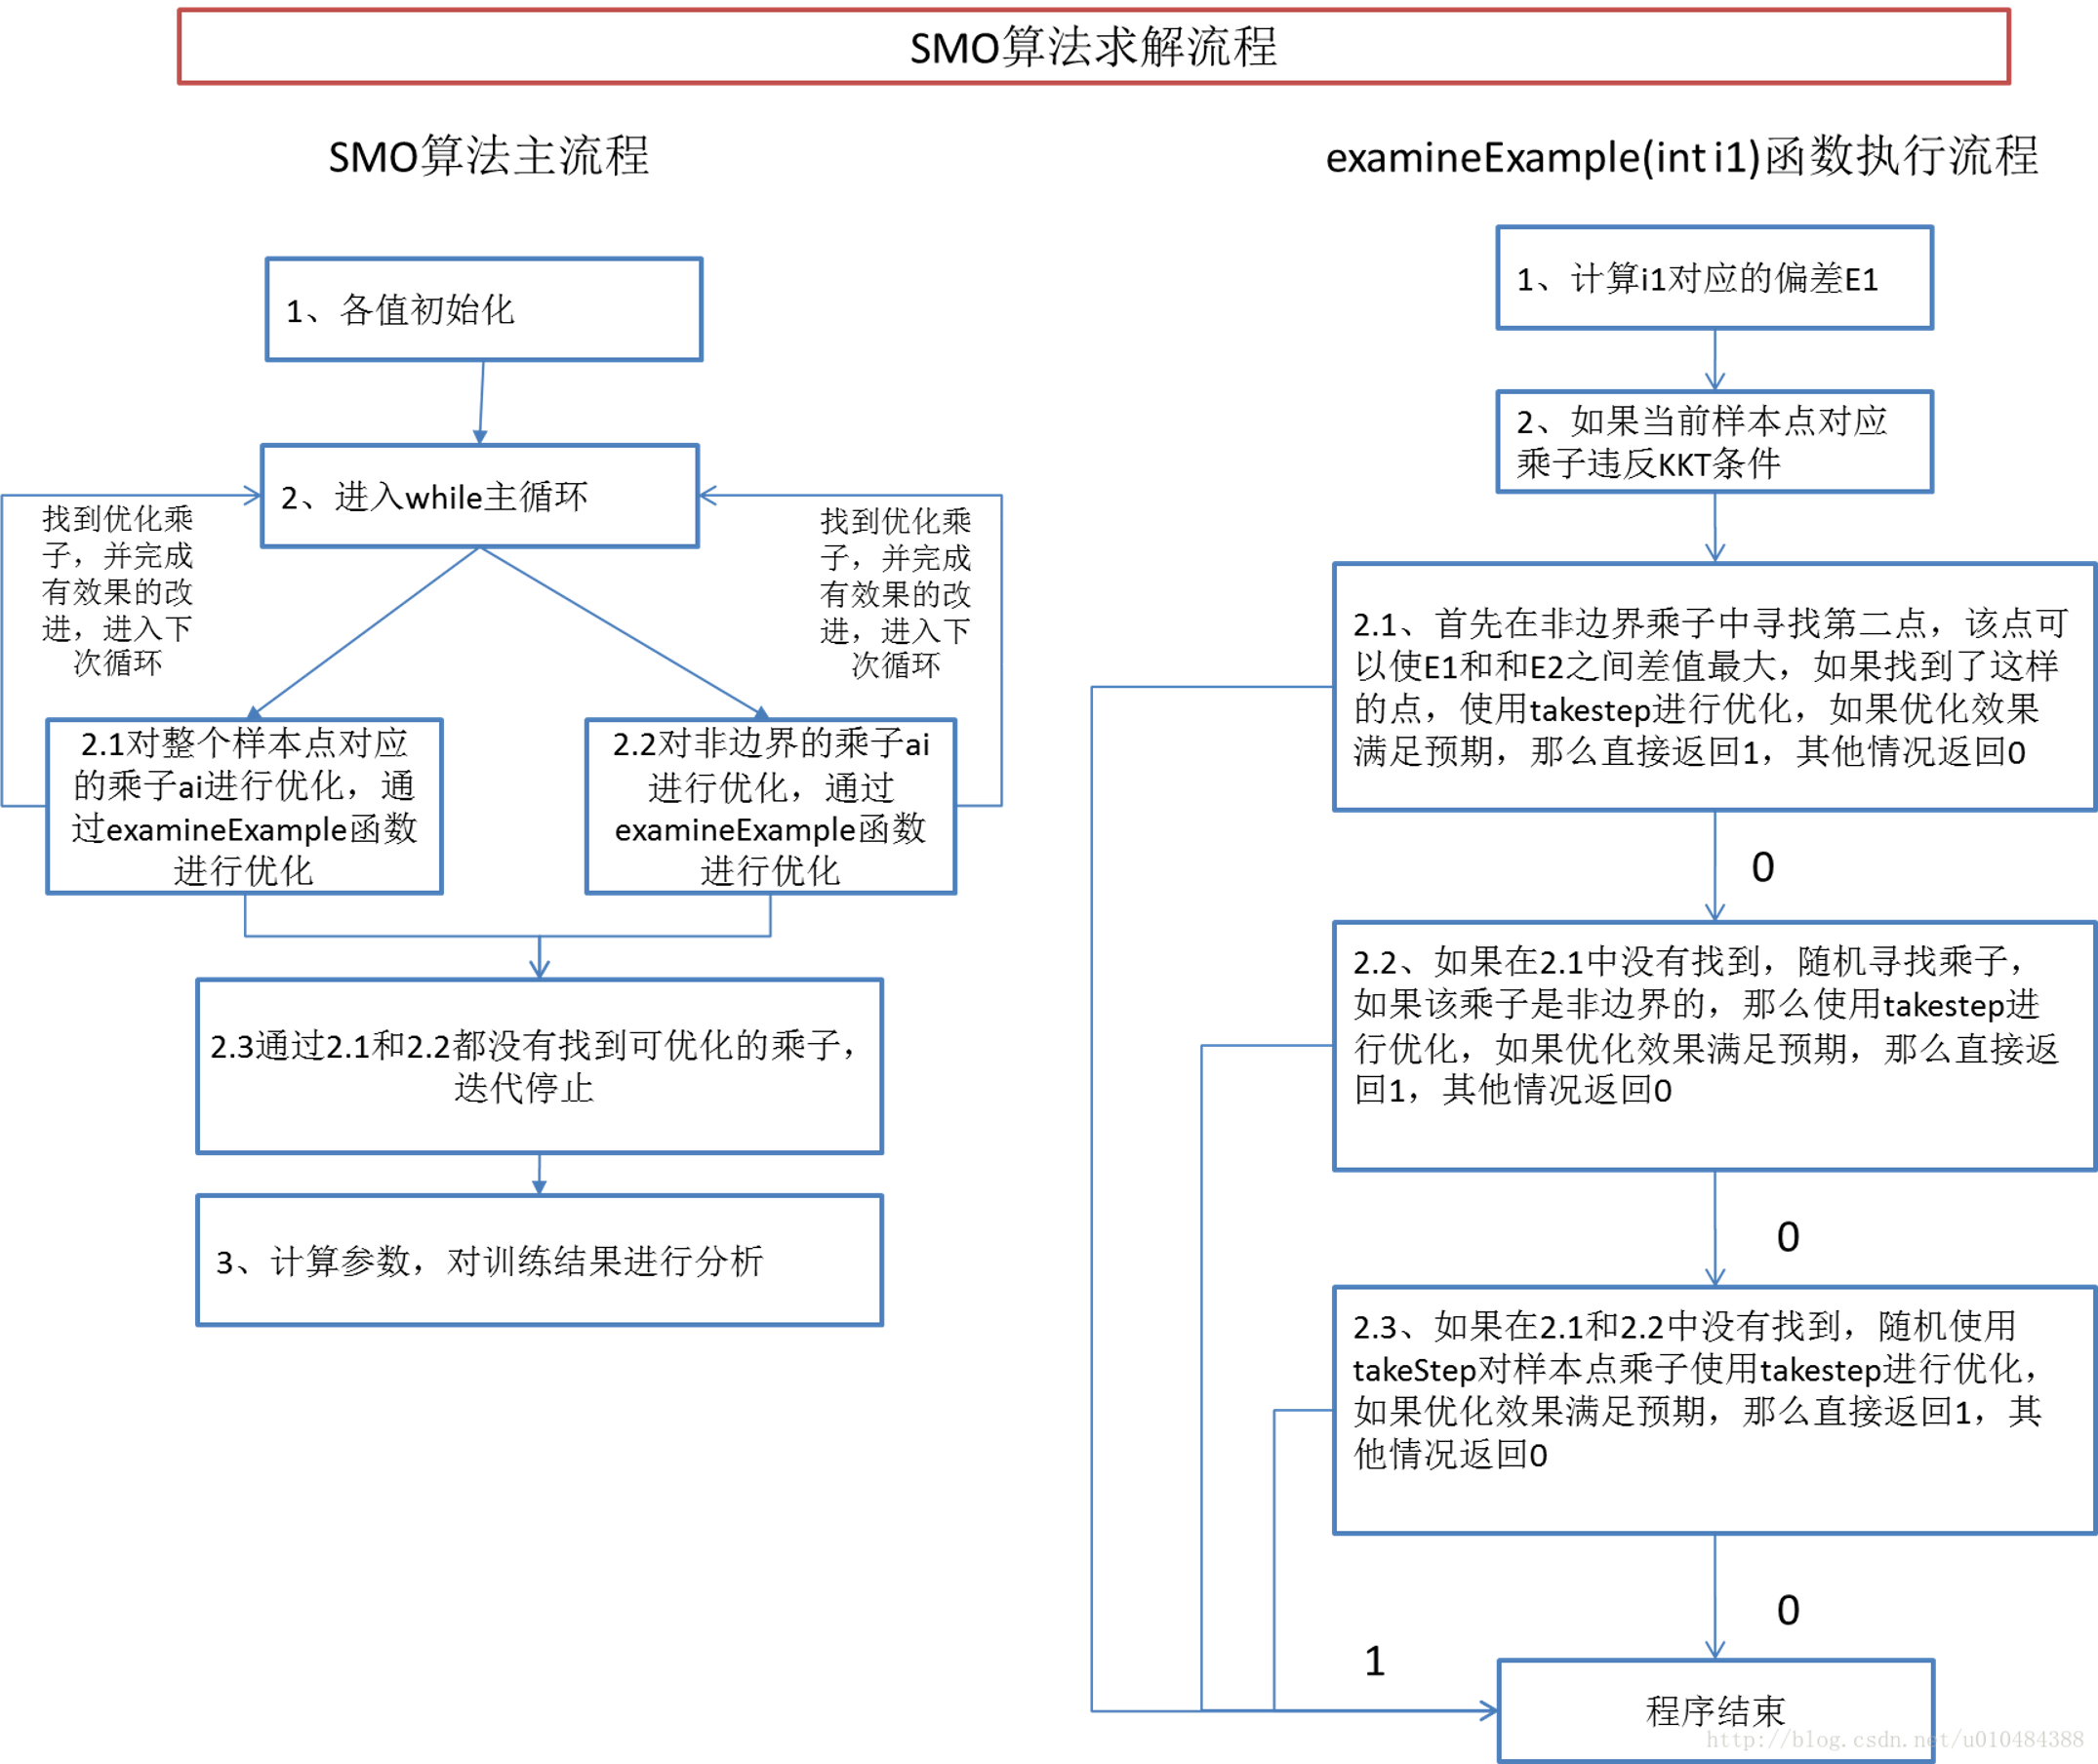 SMO算法求解流程
SMO算法主流程
1、各值初始化
2、进入while主循环
找到优化乘
子，并完成
有效果的改
进，进入下
次循环
找到优化乘
子，并完成
有效果的改
进，进入下
次循环
2.1对整个样本点对应
的乘子ai进行优化，通
过examineExample函数
进行优化
2.2对非边界的乘子ai
进行优化，通过
examineExample函数
进行优化
2.3通过2.1和2.2都没有找到可优化的乘子，
迭代停止
3、计算参数，对训练结果进行分析
examineExample(int i1)函数执行流程
1、计算i1对应的偏差E1
2、如果当前样本点对应
乘子违反KKT条件
2.1、首先在非边界乘子中寻找第二点，该点可
以使E1和和E2之间差值最大，如果找到了这样
的点，使用takestep进行优化，如果优化效果
满足预期，那么直接返回1，其他情况返回0
0
2.2、如果在2.1中没有找到，随机寻找乘子，
如果该乘子是非边界的，那么使用takestep进
行优化，如果优化效果满足预期，那么直接返
回1，其他情况返回0
0
2.3、如果在2.1和2.2中没有找到，随机使用
takeStep对样本点乘子使用takestep进行优化，
如果优化效果满足预期，那么直接返回1，其
他情况返回0
0
1
程序结束
http://blog.csdn.net/u010484388